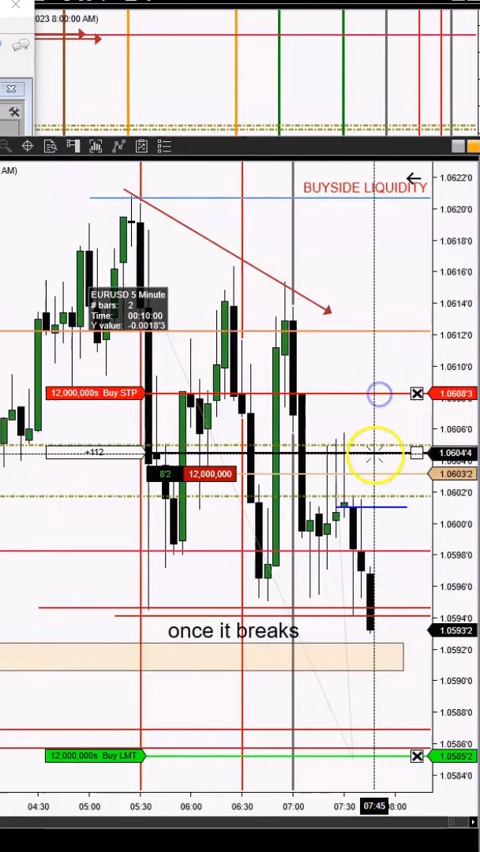 023 8:00:00 AM)
AM)
BUYSIDE LIQUIDITY
1.0622'0
1.0620'0
1.0618'0
1.0616'0
1.0614'0
1.0612'0
1.0610'0
1.0608'3
1.0606'0
1.0604'4
1.0603'2
1.0602'0
1.0600'0
1.0598'0
1.0596'0
1.0594'0
1.0593'2
1.0592'0
1.0590'0
1.0588'0
1.0586'0
1.0585'2
1.0584'0
EURUSD 5 Minute
# bars: 2
Time: 00:10:00
Y value: -0.0018'3
12,000,000s Buy STP
+112
8'2 12,000,000
once it breaks
12,000,000s Buy LMT
04:30 05:00 05:30 06:00 06:30 07:00 07:30 07:45 08:00